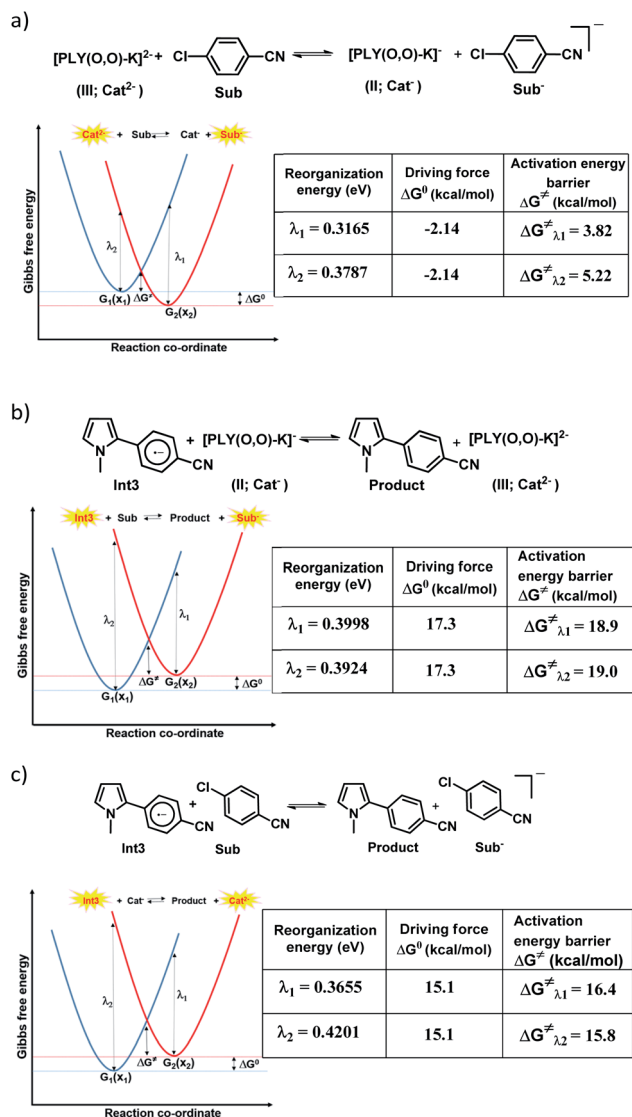 a)
[PLY(O,O)-K]²⁻ + Cl CN ⇌ [PLY(O,O)-K]⁻ + Cl CN −
(III; Cat²⁻) Sub (II; Cat⁻) Sub⁻
Cat²⁻ + Sub ⇌ Cat⁻ + Sub⁻
Gibbs free energy
λ₂
λ₁
G₁(x₁) ΔG≠
G₂(x₂)
ΔG⁰
Reaction co-ordinate
Reorganization energy (eV) | Driving force ΔG⁰ (kcal/mol) | Activation energy barrier ΔG≠ (kcal/mol)
λ₁ = 0.3165 | -2.14 | ΔG≠λ1 = 3.82
λ₂ = 0.3787 | -2.14 | ΔG≠λ2 = 5.22
b)
N CN •− + [PLY(O,O)-K]⁻ ⇌ N CN + [PLY(O,O)-K]²⁻
Int3 (II; Cat⁻) Product (III; Cat²⁻)
Int3 + Sub ⇌ Product + Sub⁻
Gibbs free energy
λ₂
λ₁
ΔG≠ G₂(x₂)
G₁(x₁)
ΔG⁰
Reaction co-ordinate
Reorganization energy (eV) | Driving force ΔG⁰ (kcal/mol) | Activation energy barrier ΔG≠ (kcal/mol)
λ₁ = 0.3998 | 17.3 | ΔG≠λ1 = 18.9
λ₂ = 0.3924 | 17.3 | ΔG≠λ2 = 19.0
c)
N CN •− + Cl CN ⇌ N CN + Cl CN −
Int3 Sub Product Sub⁻
Int3 + Cat⁻ ⇌ Product + Cat²⁻
Gibbs free energy
λ₂
λ₁
ΔG≠ G₂(x₂)
G₁(x₁)
ΔG⁰
Reaction co-ordinate
Reorganization energy (eV) | Driving force ΔG⁰ (kcal/mol) | Activation energy barrier ΔG≠ (kcal/mol)
λ₁ = 0.3655 | 15.1 | ΔG≠λ1 = 16.4
λ₂ = 0.4201 | 15.1 | ΔG≠λ2 = 15.8